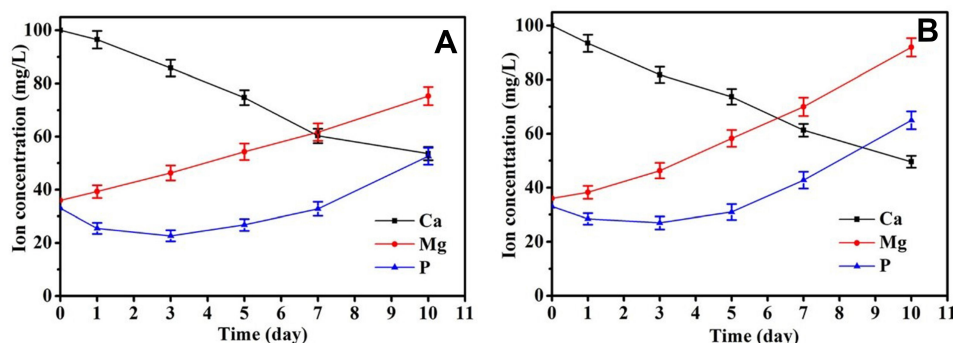 A
100
80
60
40
20
0
Ion concentration (mg/L)
Ca
Mg
P
0 1 2 3 4 5 6 7 8 9 10 11
Time (day)
B
100
80
60
40
20
0
Ion concenttation (mg/L)
Ca
Mg
P
0 1 2 3 4 5 6 7 8 9 10 11
Time (day)